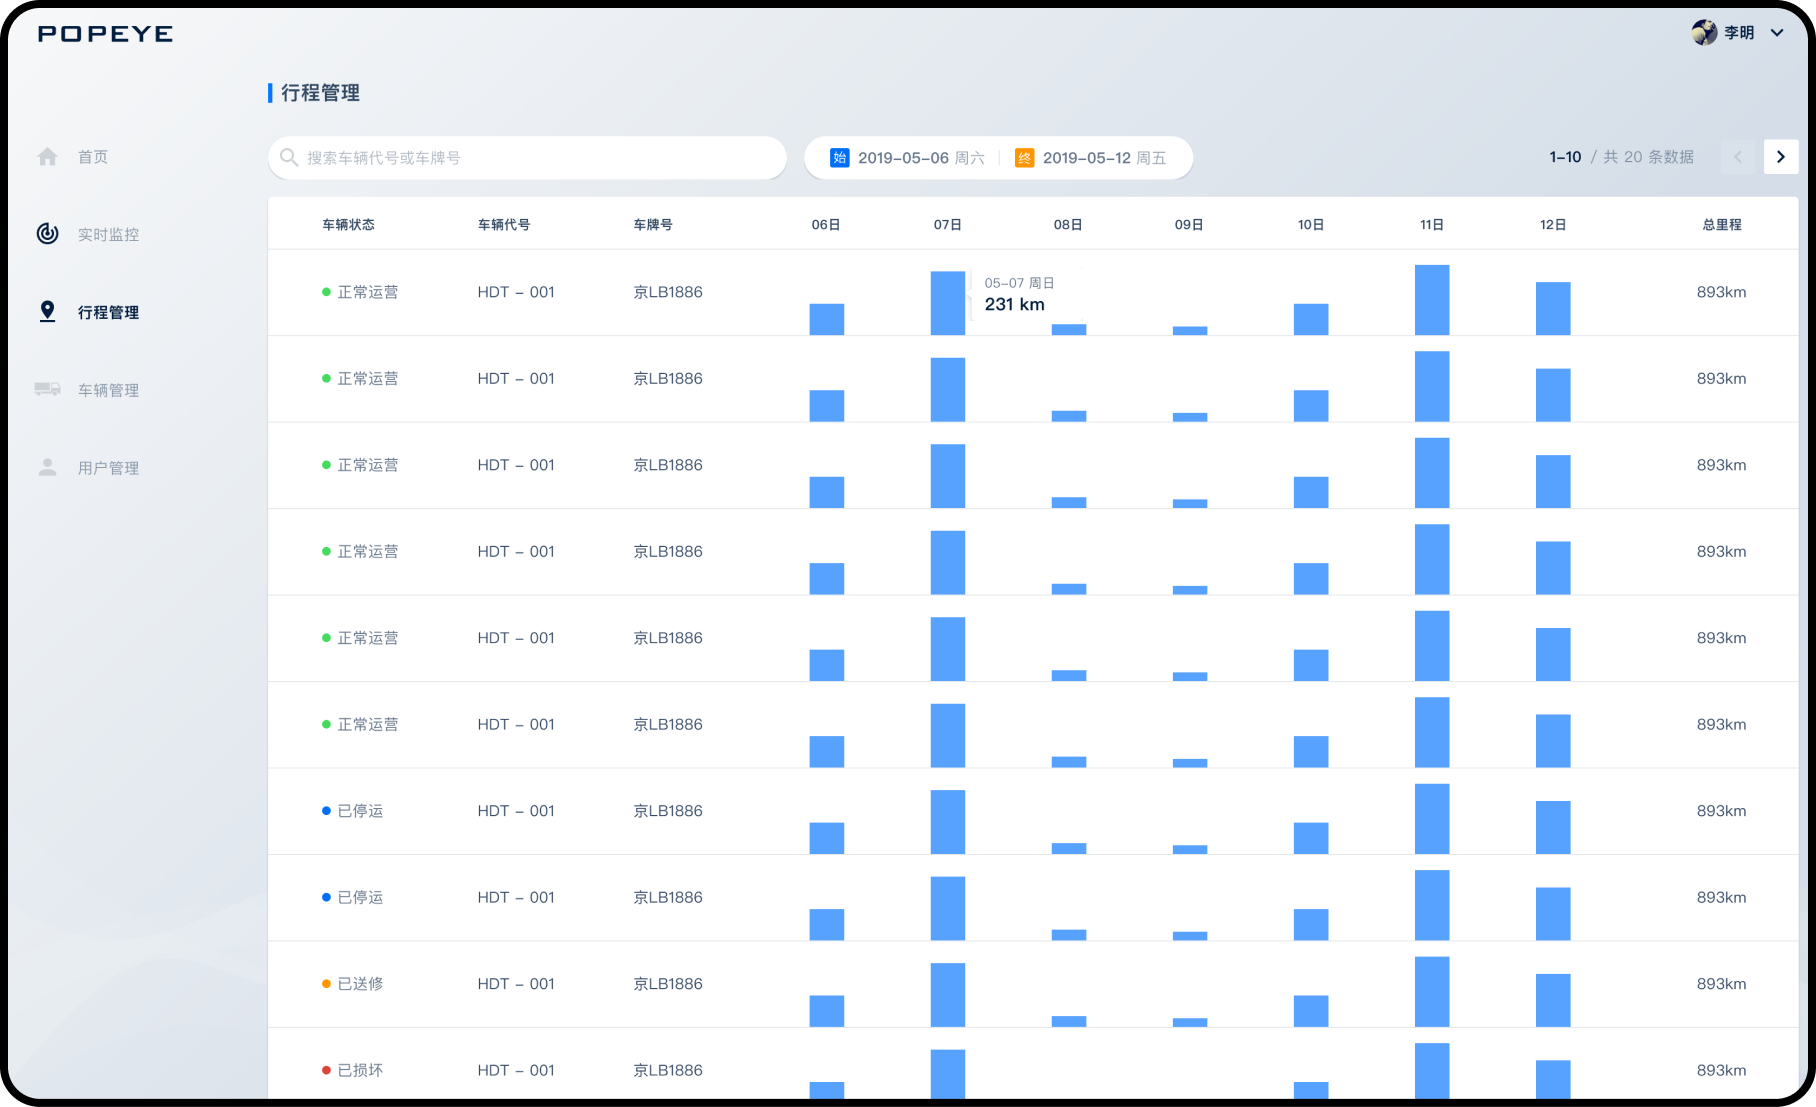 POPEYE
李明
行程管理
首页
实时监控
行程管理
车辆管理
用户管理
搜索车辆代号或车牌号
始 2019-05-06 周六
终 2019-05-12 周五
1-10 / 共 20 条数据
车辆状态 车辆代号 车牌号 06日 07日 08日 09日 10日 11日 12日 总里程
正常运营 HDT - 001 京LB1886 893km
05-07 周日
231 km
正常运营 HDT - 001 京LB1886 893km
正常运营 HDT - 001 京LB1886 893km
正常运营 HDT - 001 京LB1886 893km
正常运营 HDT - 001 京LB1886 893km
正常运营 HDT - 001 京LB1886 893km
已停运 HDT - 001 京LB1886 893km
已停运 HDT - 001 京LB1886 893km
已送修 HDT - 001 京LB1886 893km
已损坏 HDT - 001 京LB1886 893km